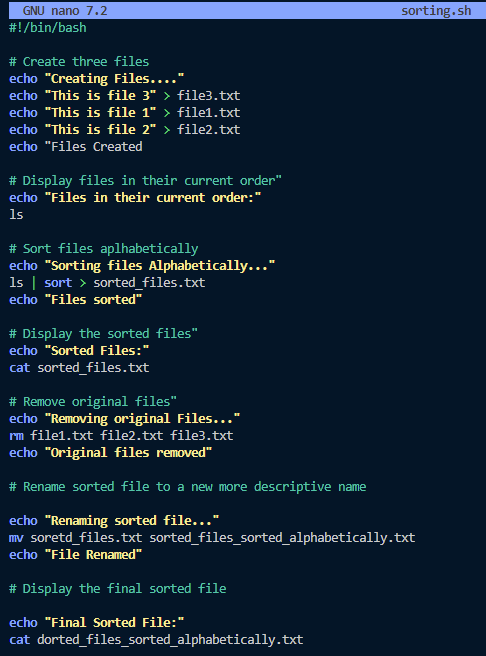 GNU nano 7.2 sorting.sh
#!/bin/bash
# Create three files
echo "Creating Files...."
echo "This is file 3" > file3.txt
echo "This is file 1" > file1.txt
echo "This is file 2" > file2.txt
echo "Files Created
# Display files in their current order"
echo "Files in their current order:"
ls
# Sort files aplhabetically
echo "Sorting files Alphabetically..."
ls | sort > sorted_files.txt
echo "Files sorted"
# Display the sorted files"
echo "Sorted Files:"
cat sorted_files.txt
# Remove original files"
echo "Removing original Files..."
rm file1.txt file2.txt file3.txt
echo "Original files removed"
# Rename sorted file to a new more descriptive name
echo "Renaming sorted file..."
mv soretd_files.txt sorted_files_sorted_alphabetically.txt
echo "File Renamed"
# Display the final sorted file
echo "Final Sorted File:"
cat dorted_files_sorted_alphabetically.txt